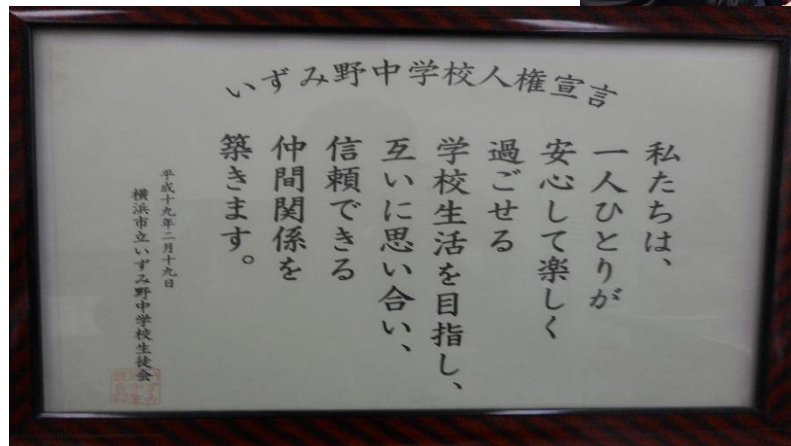 いずみ野中学校人権宣言
私たちは、
一人ひとりが
安心して楽しく
過ごせる
学校生活を目指し、
互いに思い合い、
信頼できる
仲間関係を
築きます。
平成十九年二月十九日
横浜市立いずみ野中学校生徒会